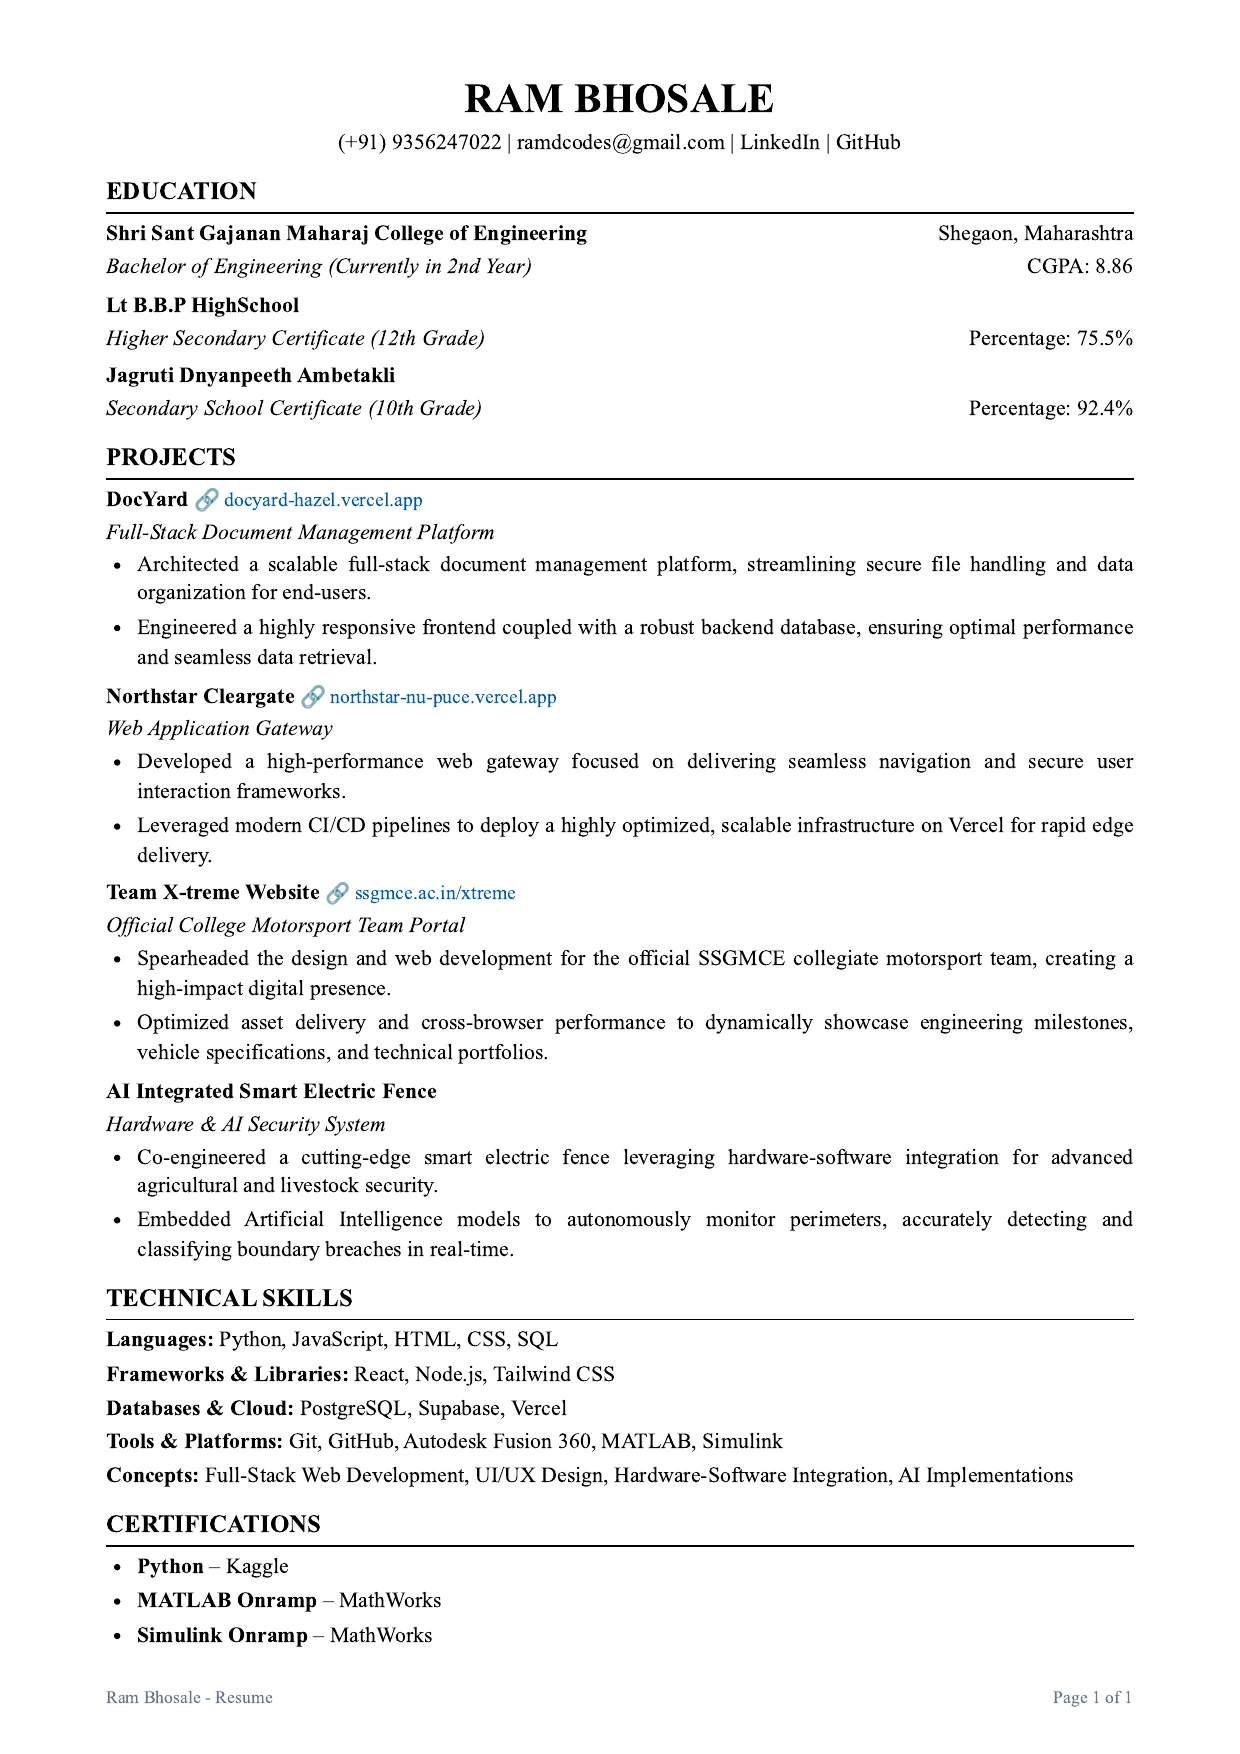 RAM BHOSALE
(+91) 9356247022 | ramdcodes@gmail.com | LinkedIn | GitHub
EDUCATION
Shri Sant Gajanan Maharaj College of Engineering Shegaon, Maharashtra
Bachelor of Engineering (Currently in 2nd Year) CGPA: 8.86
Lt B.B.P HighSchool
Higher Secondary Certificate (12th Grade) Percentage: 75.5%
Jagruti Dnyanpeeth Ambetakli
Secondary School Certificate (10th Grade) Percentage: 92.4%
PROJECTS
DocYard 🔗 docyard-hazel.vercel.app
Full-Stack Document Management Platform
• Architected a scalable full-stack document management platform, streamlining secure file handling and data
organization for end-users.
• Engineered a highly responsive frontend coupled with a robust backend database, ensuring optimal performance
and seamless data retrieval.
Northstar Cleargate 🔗 northstar-nu-puce.vercel.app
Web Application Gateway
• Developed a high-performance web gateway focused on delivering seamless navigation and secure user
interaction frameworks.
• Leveraged modern CI/CD pipelines to deploy a highly optimized, scalable infrastructure on Vercel for rapid edge
delivery.
Team X-treme Website 🔗 ssgmce.ac.in/xtreme
Official College Motorsport Team Portal
• Spearheaded the design and web development for the official SSGMCE collegiate motorsport team, creating a
high-impact digital presence.
• Optimized asset delivery and cross-browser performance to dynamically showcase engineering milestones,
vehicle specifications, and technical portfolios.
AI Integrated Smart Electric Fence
Hardware & AI Security System
• Co-engineered a cutting-edge smart electric fence leveraging hardware-software integration for advanced
agricultural and livestock security.
• Embedded Artificial Intelligence models to autonomously monitor perimeters, accurately detecting and
classifying boundary breaches in real-time.
TECHNICAL SKILLS
Languages: Python, JavaScript, HTML, CSS, SQL
Frameworks & Libraries: React, Node.js, Tailwind CSS
Databases & Cloud: PostgreSQL, Supabase, Vercel
Tools & Platforms: Git, GitHub, Autodesk Fusion 360, MATLAB, Simulink
Concepts: Full-Stack Web Development, UI/UX Design, Hardware-Software Integration, AI Implementations
CERTIFICATIONS
• Python – Kaggle
• MATLAB Onramp – MathWorks
• Simulink Onramp – MathWorks
Ram Bhosale - Resume Page 1 of 1